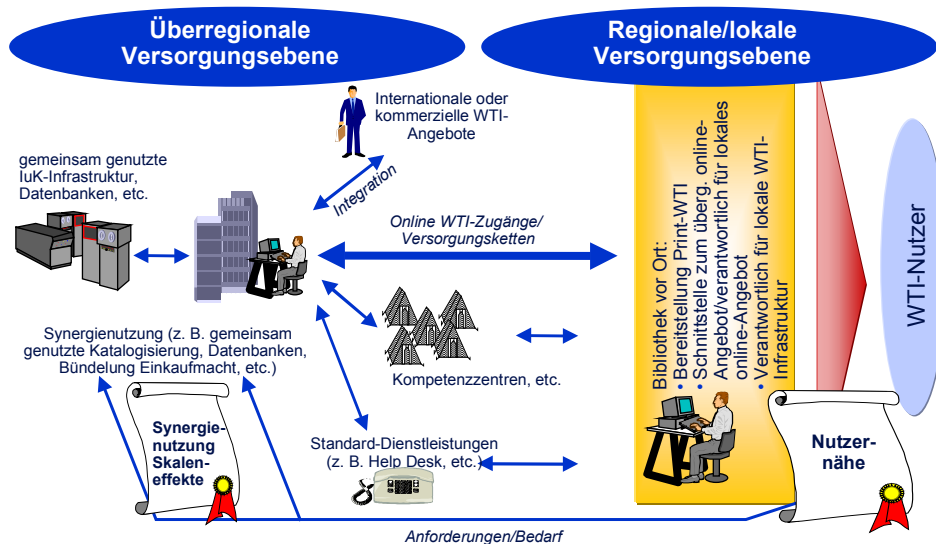 Überregionale
Versorgungsebene
Regionale/lokale
Versorgungsebene
Internationale oder
kommerzielle WTI-
Angebote
gemeinsam genutzte
IuK-Infrastruktur,
Datenbanken, etc.
Integration
Online WTI-Zugänge/
Versorgungsketten
Synergienutzung (z. B. gemeinsam
genutzte Katalogisierung, Datenbanken,
Bündelung Einkaufmacht, etc.)
Kompetenzzentren, etc.
Synergie-
nutzung
Skalen-
effekte
Standard-Dienstleistungen
(z. B. Help Desk, etc.)
Bibliothek vor Ort:
• Bereitstellung Print-WTI
• Schnittstelle zum überg. online-
Angebot/verantwortlich für lokales
online-Angebot
• Verantwortlich für lokale WTI-
Infrastruktur
WTI-Nutzer
Nutzer-
nähe
Anforderungen/Bedarf